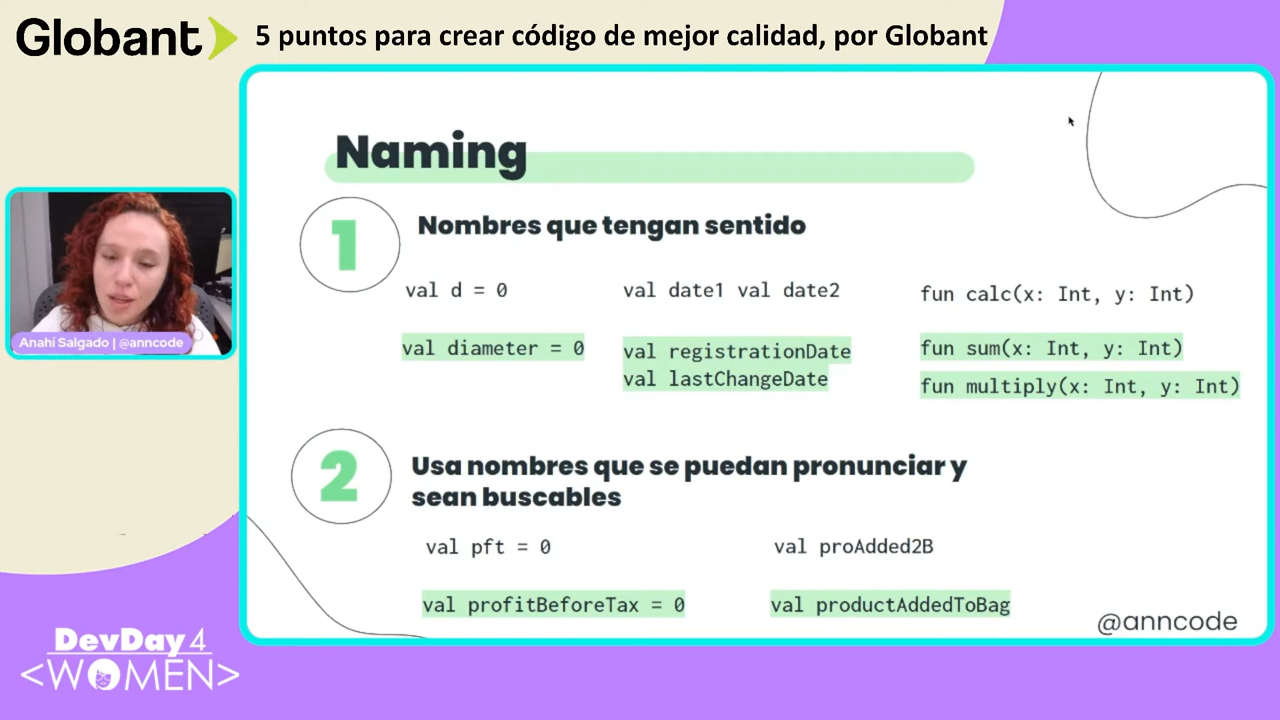 Globant
5 puntos para crear código de mejor calidad, por Globant
Naming
1
Nombres que tengan sentido
val d = 0
val date1 val date2
fun calc(x: Int, y: Int)
val diameter = 0
val registrationDate
val lastChangeDate
fun sum(x: Int, y: Int)
fun multiply(x: Int, y: Int)
2
Usa nombres que se puedan pronunciar y
sean buscables
val pft = 0
val proAdded2B
val profitBeforeTax = 0
val productAddedToBag
@anncode
Anahí Salgado | @anncode
DevDay 4
<WOMEN>